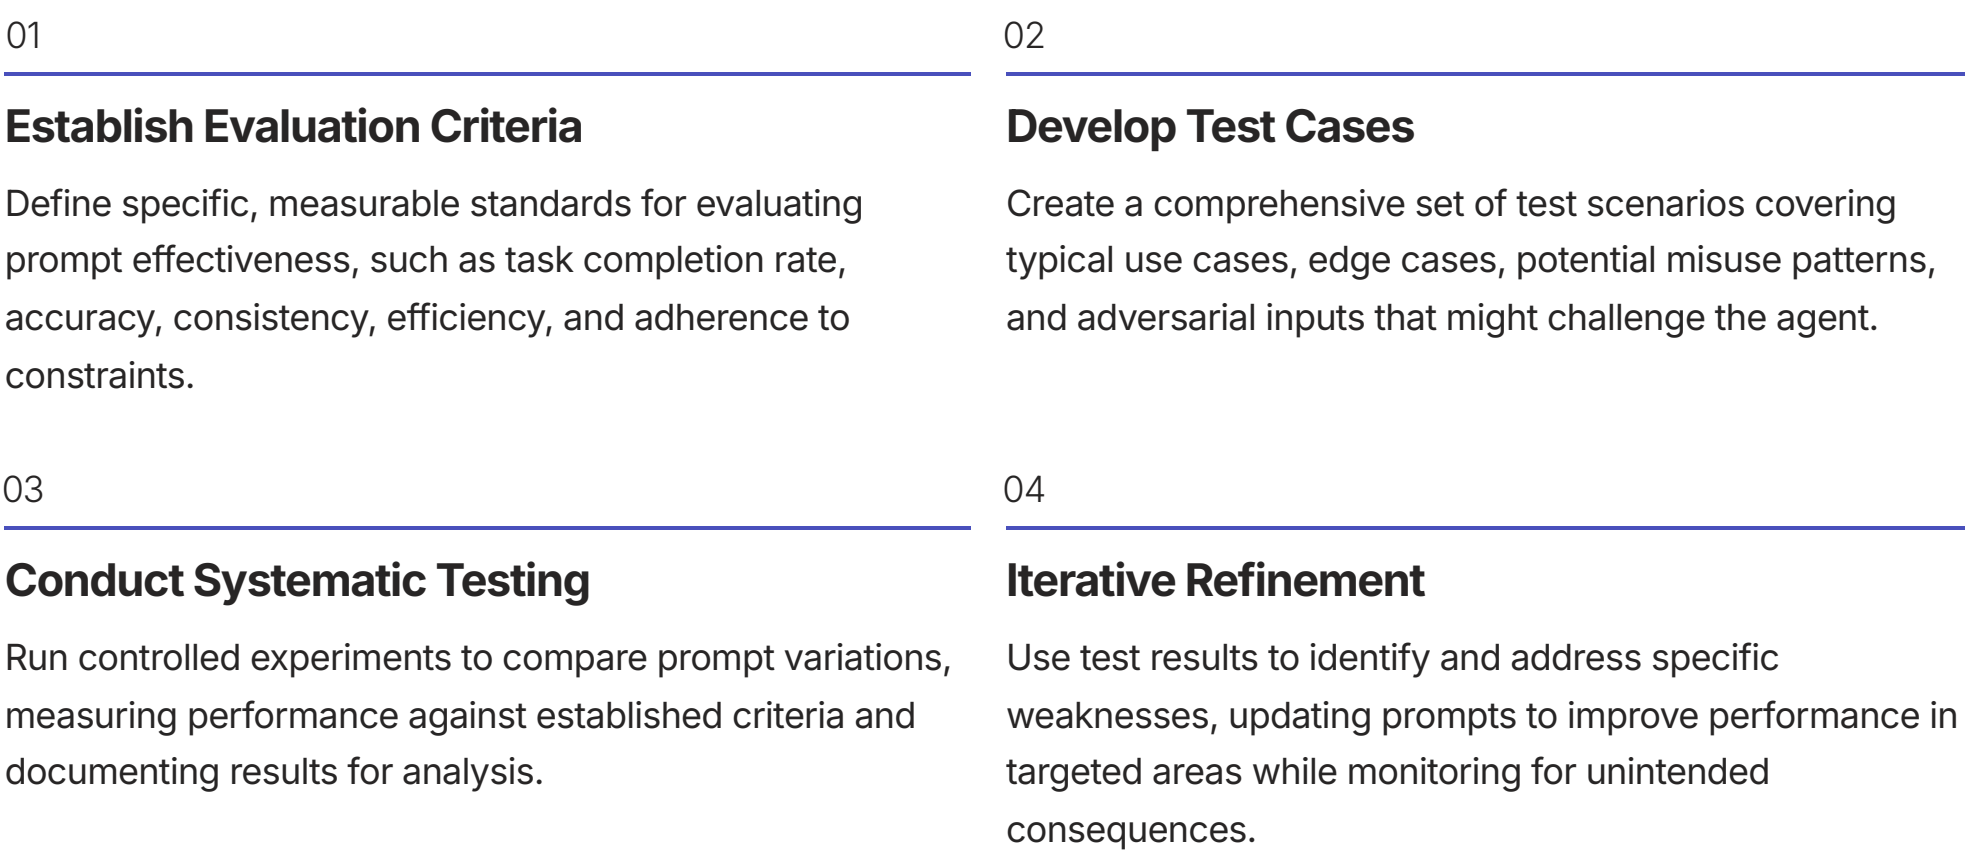 01
Establish Evaluation Criteria
Define specific, measurable standards for evaluating
prompt effectiveness, such as task completion rate,
accuracy, consistency, efficiency, and adherence to
constraints.
02
Develop Test Cases
Create a comprehensive set of test scenarios covering
typical use cases, edge cases, potential misuse patterns,
and adversarial inputs that might challenge the agent.
03
Conduct Systematic Testing
Run controlled experiments to compare prompt variations,
measuring performance against established criteria and
documenting results for analysis.
04
Iterative Refinement
Use test results to identify and address specific
weaknesses, updating prompts to improve performance in
targeted areas while monitoring for unintended
consequences.